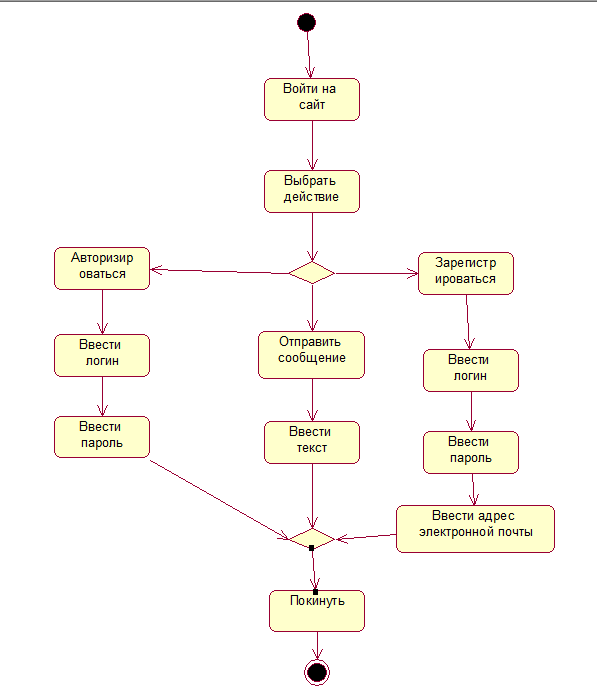 Войти на
сайт
Выбрать
действие
Авторизир
оваться
Зарегистр
ироваться
Ввести
логин
Отправить
сообщение
Ввести
логин
Ввести
пароль
Ввести
текст
Ввести
пароль
Ввести адрес
электронной почты
Покинуть